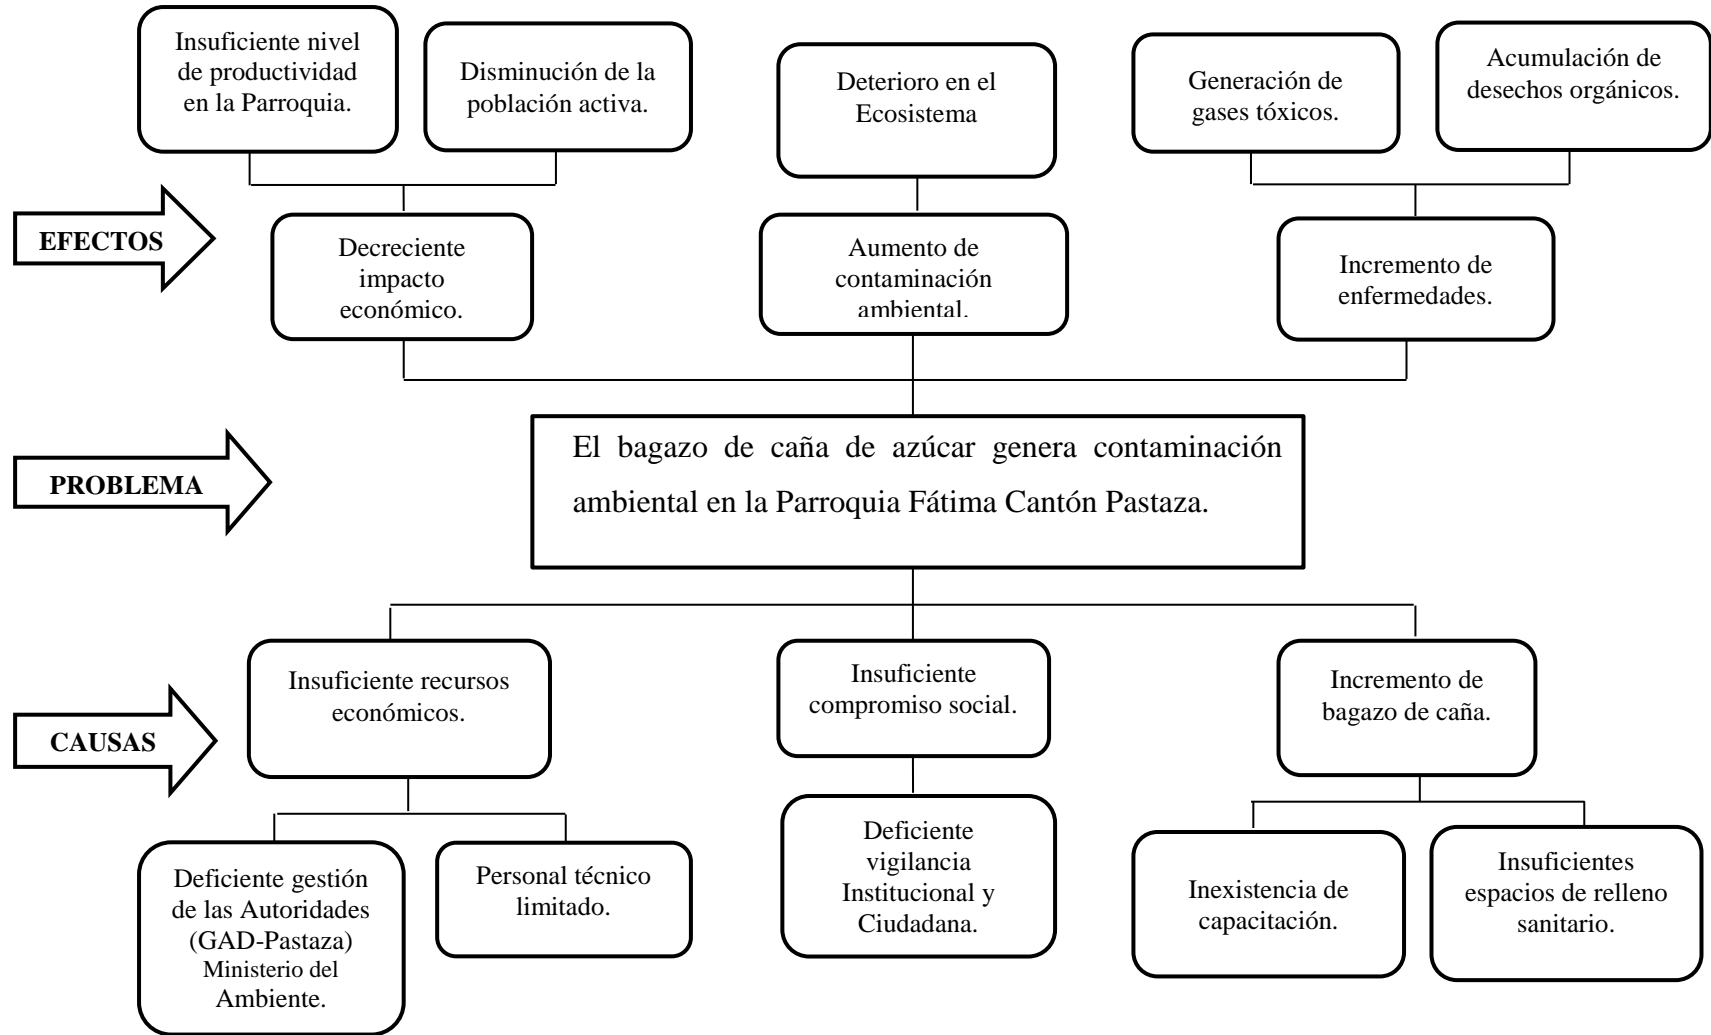 Insuficiente nivel
de productividad
en la Parroquia.
Disminución de la
población activa.
Deterioro en el
Ecosistema
Generación de
gases tóxicos.
Acumulación de
desechos orgánicos.
EFECTOS
Decreciente
impacto
económico.
Aumento de
contaminación
ambiental.
Incremento de
enfermedades.
PROBLEMA
El bagazo de caña de azúcar genera contaminación
ambiental en la Parroquia Fátima Cantón Pastaza.
CAUSAS
Insuficiente recursos
económicos.
Insuficiente
compromiso social.
Incremento de
bagazo de caña.
Deficiente gestión
de las Autoridades
(GAD-Pastaza)
Ministerio del
Ambiente.
Personal técnico
limitado.
Deficiente
vigilancia
Institucional y
Ciudadana.
Inexistencia de
capacitación.
Insuficientes
espacios de relleno
sanitario.